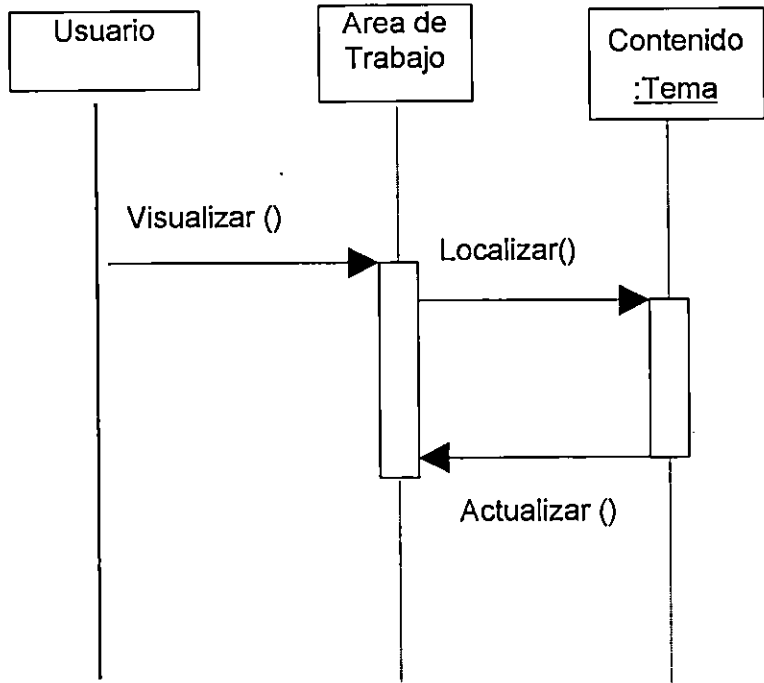 Usuario
Area de
Trabajo
Contenido
:Tema
Visualizar ()
Localizar()
Actualizar ()